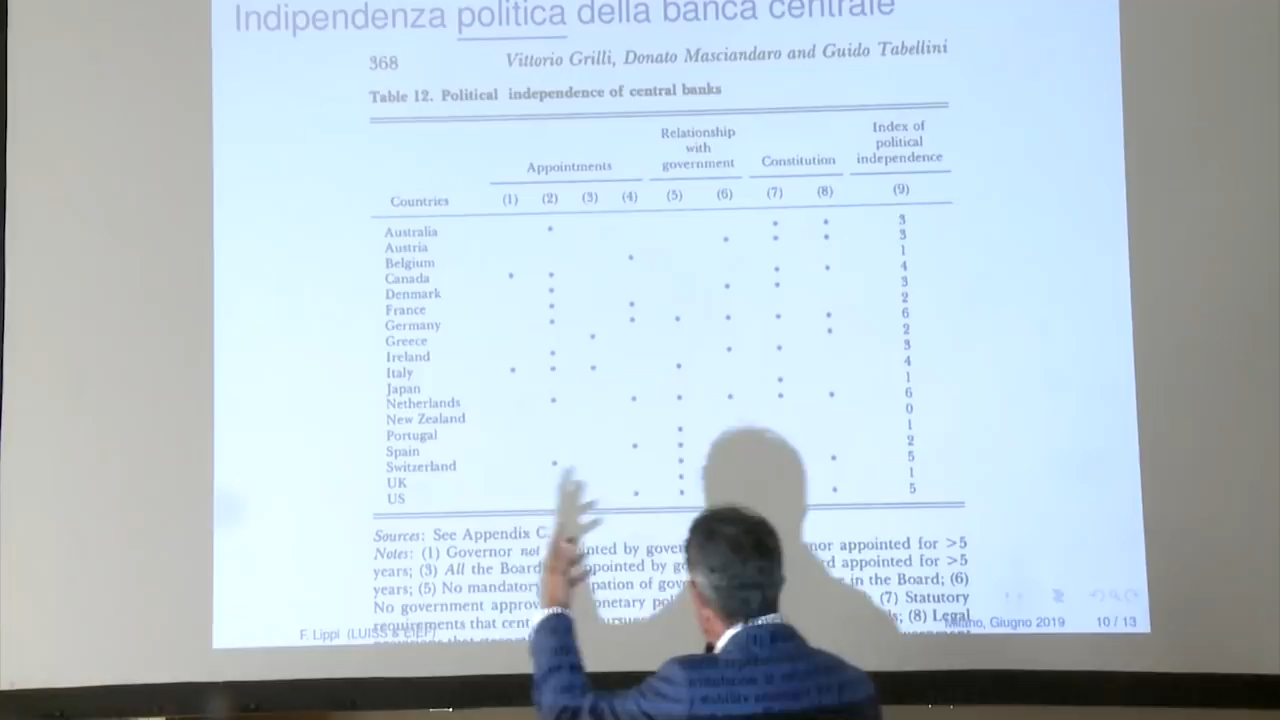 Indipendenza politica della banca centrale
368 Vittorio Grilli, Donato Masciandaro and Guido Tabellini
Table 12. Political independence of central banks
Appointments Relationship with government Constitution Index of political independence
Countries (1) (2) (3) (4) (5) (6) (7) (8) (9)
Australia * * * 3
Austria * * * 3
Belgium * 1
Canada * * * * 4
Denmark * * * 3
France * * 2
Germany * * * * * * 6
Greece * * 2
Ireland * * * 3
Italy * * * * 4
Japan * 1
Netherlands * * * * * * 6
New Zealand 0
Portugal * 1
Spain * * 2
Switzerland * * * 5
UK * 1
US * * * 5
Sources: See Appendix C.
Notes: (1) Governor not by nor appointed for >5
years; (3) All the Board appointed for >5
years; (5) No in the Board; (6)
No government (7) Statutory
requirements that (8) Legal
F. Lippi (LUISS & EIEF) Milano, Giugno 2019 10 / 13